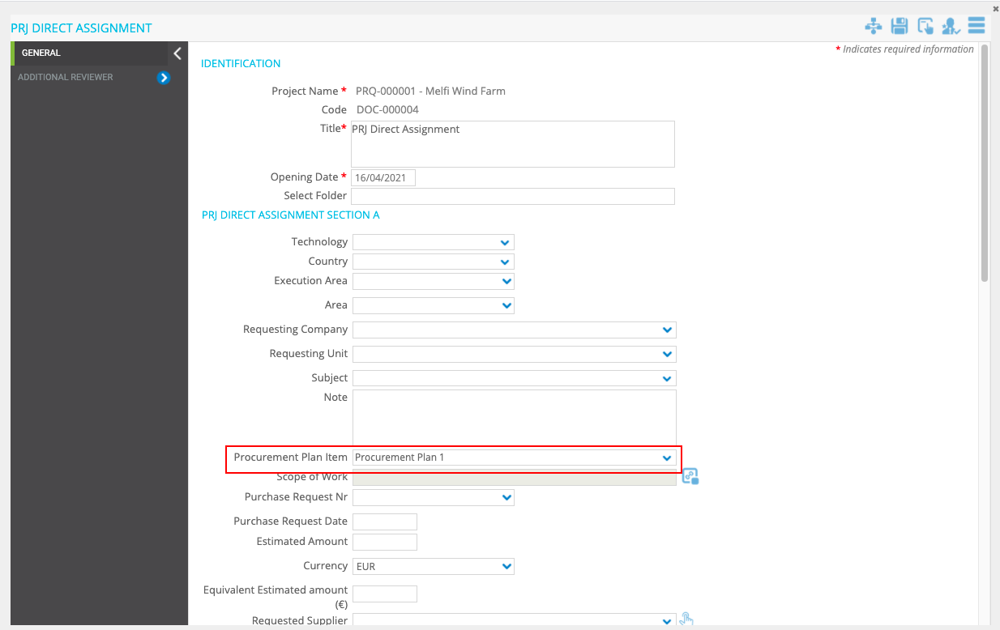 PRJ DIRECT ASSIGNMENT
GENERAL
ADDITIONAL REVIEWER
* Indicates required information
IDENTIFICATION
Project Name * PRQ-000001 - Melfi Wind Farm
Code DOC-000004
Title* PRJ Direct Assignment
Opening Date * 16/04/2021
Select Folder
PRJ DIRECT ASSIGNMENT SECTION A
Technology
Country
Execution Area
Area
Requesting Company
Requesting Unit
Subject
Note
Procurement Plan Item Procurement Plan 1
Scope of Work
Purchase Request Nr
Purchase Request Date
Estimated Amount
Currency EUR
Equivalent Estimated amount
(€)
Requested Supplier